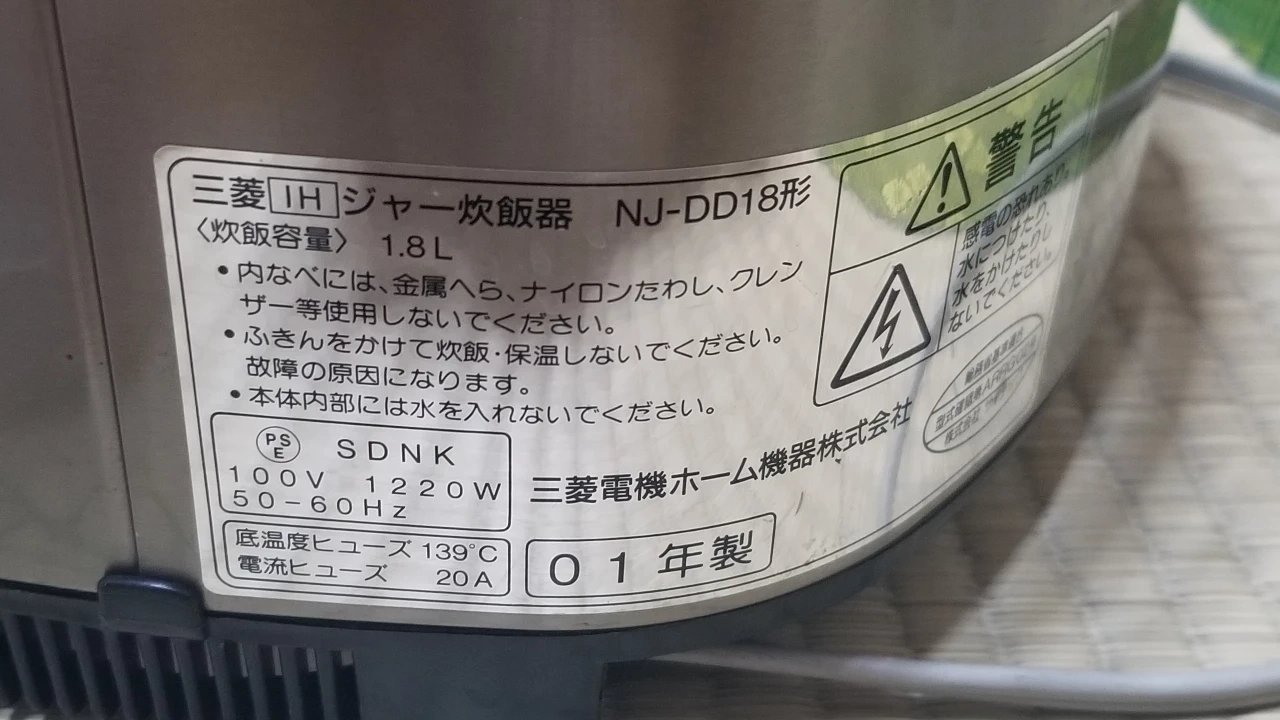 三菱IHジャー炊飯器 NJ-DD18形
〈炊飯容量〉 1.8L
•内なべには、金属へら、ナイロンたわし、クレン
ザー等使用しないでください。
•ふきんをかけて炊飯・保温しないでください。
故障の原因になります。
•本体内部には水を入れないでください。
PSE SDNK
100V 1220W
50-60Hz
底温度ヒューズ 139℃
電流ヒューズ 20A
三菱電機ホーム機器株式会社
01年製
警告
感電の恐れあり。
水につけたり、
水をかけたりし
ないでください。
株式会社